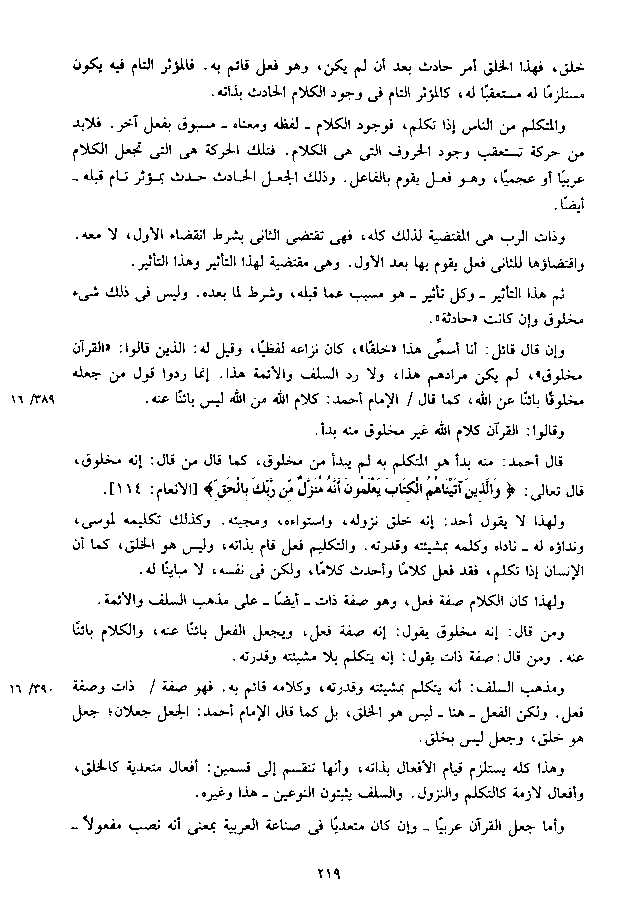 خلق، فهذا الخلق أمر حادث بعد أن لم يكن، وهو فعل قائم به. فالمؤثر التام فيه يكون
مستلزمًا له مستعقبًا له، كالمؤثر التام فى وجود الكلام الحادث بذاته.
والمتكلم من الناس إذا تكلم، فوجود الكلام ـ لفظه ومعناه ـ مسبوق بفعل آخر. فلابد
من حركة تستعقب وجود الحروف التى هى الكلام. فتلك الحركة هى التى تجعل الكلام
عربيًا أو عجميًا، وهو فعل يقوم بالفاعل. وذلك الجعل الحادث حدث بمؤثر تام قبله ـ
أيضًا.
وذات الرب هى المقتضية لذلك كله، فهى تقتضى الثانى بشرط انقضاء الأول، لا معه.
واقتضاؤها للثانى فعل يقوم بها بعد الأول. وهى مقتضية لهذا التأثير وهذا التأثير.
ثم هذا التأثير ـ وكل تأثير ـ هو مسبب عما قبله، وشرط لما بعده. وليس فى ذلك شىء
مخلوق وإن كانت «حادثة».
وإن قال قائل: أنا أسمِّى هذا «خلقًا»، كان نزاعه لفظيًا، وقيل له: الذين قالوا: «القرآن
مخلوق»، لم يكن مرادهم هذا، ولا رد السلف والأئمة هذا. إنما ردوا قول من جعله
مخلوقًا بائنًا عن الله، كما قال / الإمام أحمد: كلام الله من الله ليس بائنًا عنه. ١٦/٣٨٩
وقالوا: القرآن كلام الله غير مخلوق منه بدأ.
قال أحمد: منه بدأ هو المتكلم به لم يبدأ من مخلوق، كما قال من قال: إنه مخلوق،
قال تعالى: ﴿ وَالَّذِينَ آتَيْنَاهُمُ الْكِتَابَ يَعْلَمُونَ أَنَّهُ مُنَزَّلٌ مِّن رَّبِّكَ بِالْحَقِّ ﴾ [الأنعام: ١١٤].
ولهذا لا يقول أحد: إنه خلق نزوله، واستواءه، ومجيئه. وكذلك تكليمه لموسى،
ونداؤه له ـ ناداه وكلمه بمشيئته وقدرته. والتكليم فعل قام بذاته، وليس هو الخلق، كما أن
الإنسان إذا تكلم، فقد فعل كلامًا وأحدث كلامًا، ولكن فى نفسه، لا مباينًا له.
ولهذا كان الكلام صفة فعل، وهو صفة ذات ـ أيضًا ـ على مذهب السلف والأئمة.
ومن قال: إنه مخلوق يقول: إنه صفة فعل، ويجعل الفعل بائنًا عنه، والكلام بائنًا
عنه. ومن قال: صفة ذات يقول: إنه يتكلم بلا مشيئته وقدرته.
ومذهب السلف: أنه يتكلم بمشيئته وقدرته، وكلامه قائم به. فهو صفة / ذات وصفة ١٦/٣٩٠
فعل. ولكن الفعل ـ هنا ـ ليس هو الخلق، بل كما قال الإمام أحمد: الجعل جعلان؛ جعل
هو خلق، وجعل ليس بخلق.
وهذا كله يستلزم قيام الأفعال بذاته، وأنها تنقسم إلى قسمين: أفعال متعدية كالخلق،
وأفعال لازمة كالتكلم والنزول. والسلف يثبتون النوعين ـ هذا وغيره.
وأما جعل القرآن عربيًا ـ وإن كان متعديًا فى صناعة العربية بمعنى أنه نصب مفعولاً ـ
٢١٩